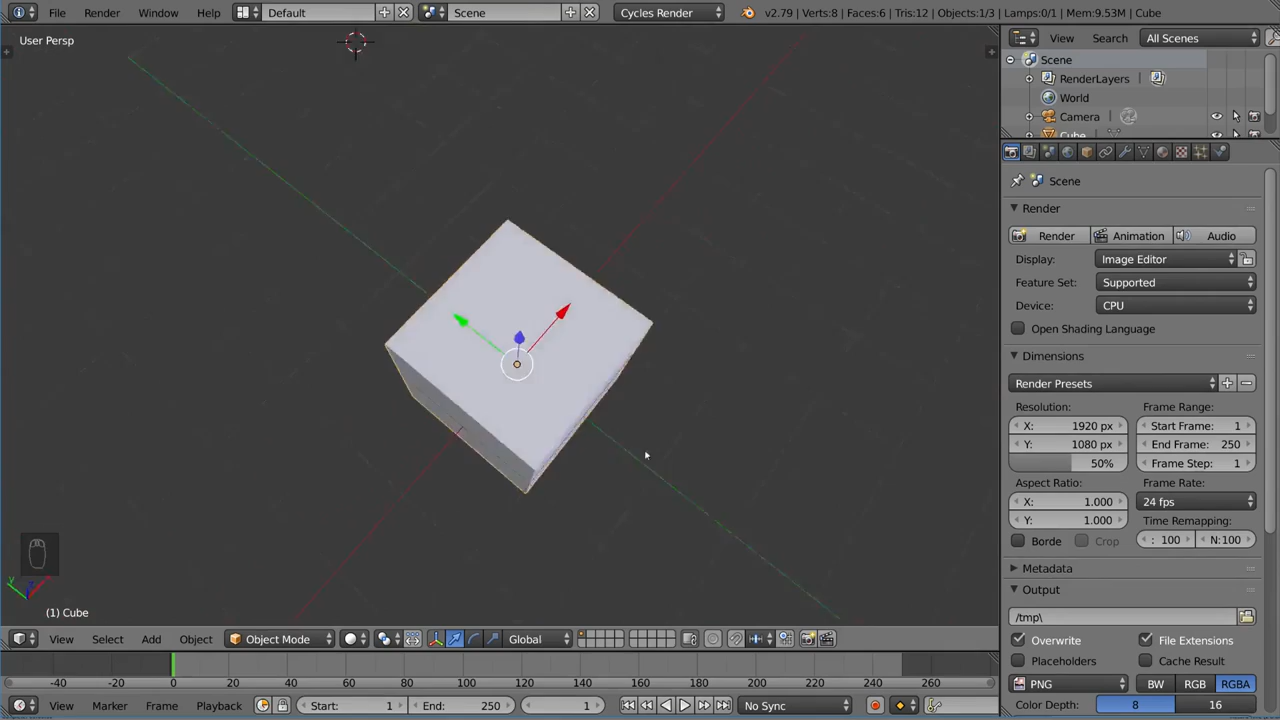 File Render Window Help Default Scene Cycles Render v2.79 | Verts:8 | Faces:6 | Tris:12 | Objects:1/3 | Lamps:0/1 | Mem:9.53M | Cube
User Persp
View Search All Scenes
Scene
RenderLayers
World
Camera
Cube
Scene
Render
Render Animation Audio
Display: Image Editor
Feature Set: Supported
Device: CPU
Open Shading Language
Dimensions
Render Presets
Resolution: Frame Range:
X: 1920 px Start Frame: 1
Y: 1080 px End Frame: 250
50% Frame Step: 1
Aspect Ratio: Frame Rate:
X: 1.000 24 fps
Y: 1.000 Time Remapping:
Borde Crop : 100 N:100
Metadata
Output
/tmp\
Overwrite File Extensions
Placeholders Cache Result
PNG BW RGB RGBA
Color Depth: 8 16
y
(1) Cube
View Select Add Object Object Mode Global
-40 -20 0 20 40 60 80 100 120 140 160 180 200 220 240 260
View Marker Frame Playback Start: 1 End: 250 1 No Sync